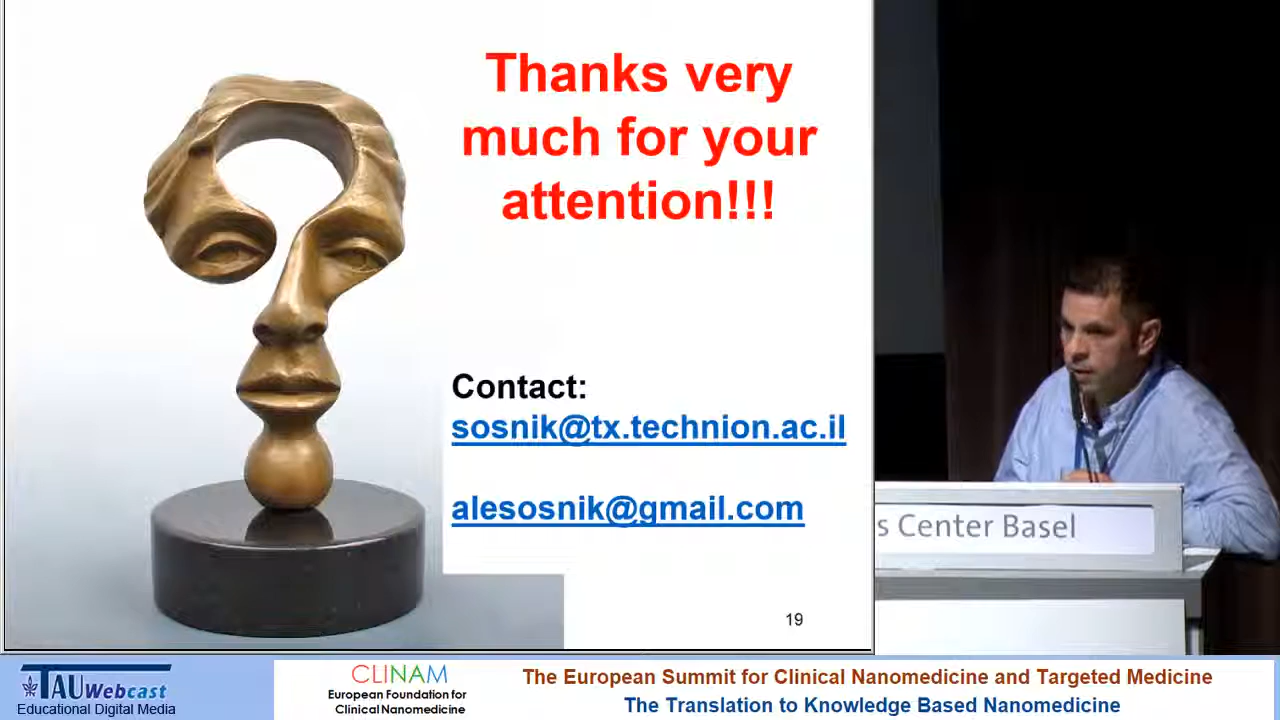 Thanks very
much for your
attention!!!
Contact:
sosnik@tx.technion.ac.il
alesosnik@gmail.com
19
s Center Basel
TAUWebcast
Educational Digital Media
CLINAM
European Foundation for
Clinical Nanomedicine
The European Summit for Clinical Nanomedicine and Targeted Medicine
The Translation to Knowledge Based Nanomedicine